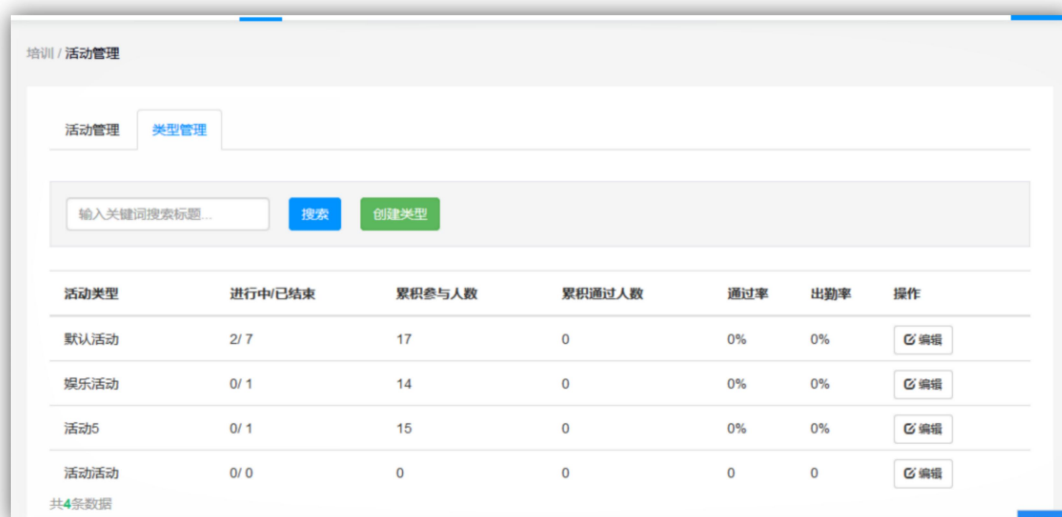 培训 / 活动管理
活动管理 类型管理
输入关键词搜索标题... 搜索 创建类型
活动类型 进行中/已结束 累积参与人数 累积通过人数 通过率 出勤率 操作
默认活动 2/ 7 17 0 0% 0% 编辑
娱乐活动 0/ 1 14 0 0% 0% 编辑
活动5 0/ 1 15 0 0% 0% 编辑
活动活动 0/ 0 0 0 0 0 编辑
共4条数据